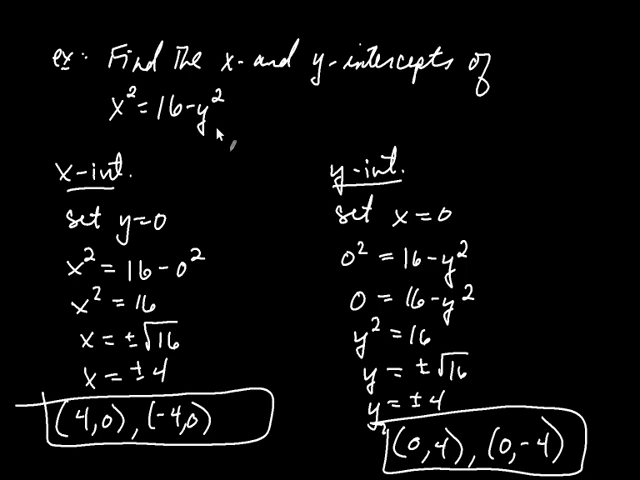 ex: Find the x- and y-intercepts of
x² = 16 - y²
x-int.
set y=0
x² = 16 - 0²
x² = 16
x = ±√16
x = ±4
(4,0), (-4,0)
y-int.
set x=0
0² = 16 - y²
0 = 16 - y²
y² = 16
y = ±√16
y = ±4
(0,4), (0,-4)